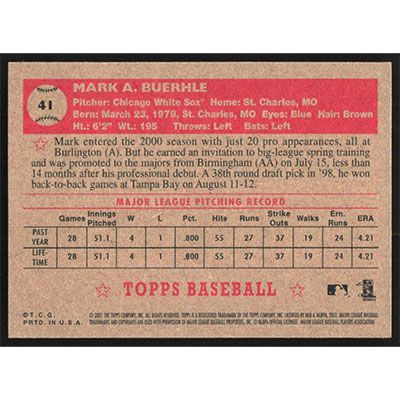 41
MARK A. BUERHLE
Pitcher: Chicago White Sox® Home: St. Charles, MO
Born: March 23, 1979, St. Charles, MO Eyes: Blue Hair: Brown
Ht.: 6'2" Wt.: 195 Throws: Left Bats: Left
☆ Mark entered the 2000 season with just 20 pro appearances, all at
Burlington (A). But he earned an invitation to big-league spring training
and was promoted to the majors from Birmingham (AA) on July 15, less than
14 months after his professional debut. A 38th round draft pick in '98, he won
back-to-back games at Tampa Bay on August 11-12.
MAJOR LEAGUE PITCHING RECORD
Games Innings Pitched W L Pct. Hits Runs Strike Outs Walks Ern. Runs ERA
PAST YEAR 28 51.1 4 2 .800 55 27 37 19 24 4.21
LIFE-TIME 28 51.1 4 2 .800 55 27 37 19 24 4.21
☆ TOPPS BASEBALL ☆
©T.C.G.
PRTD. IN U.S.A.